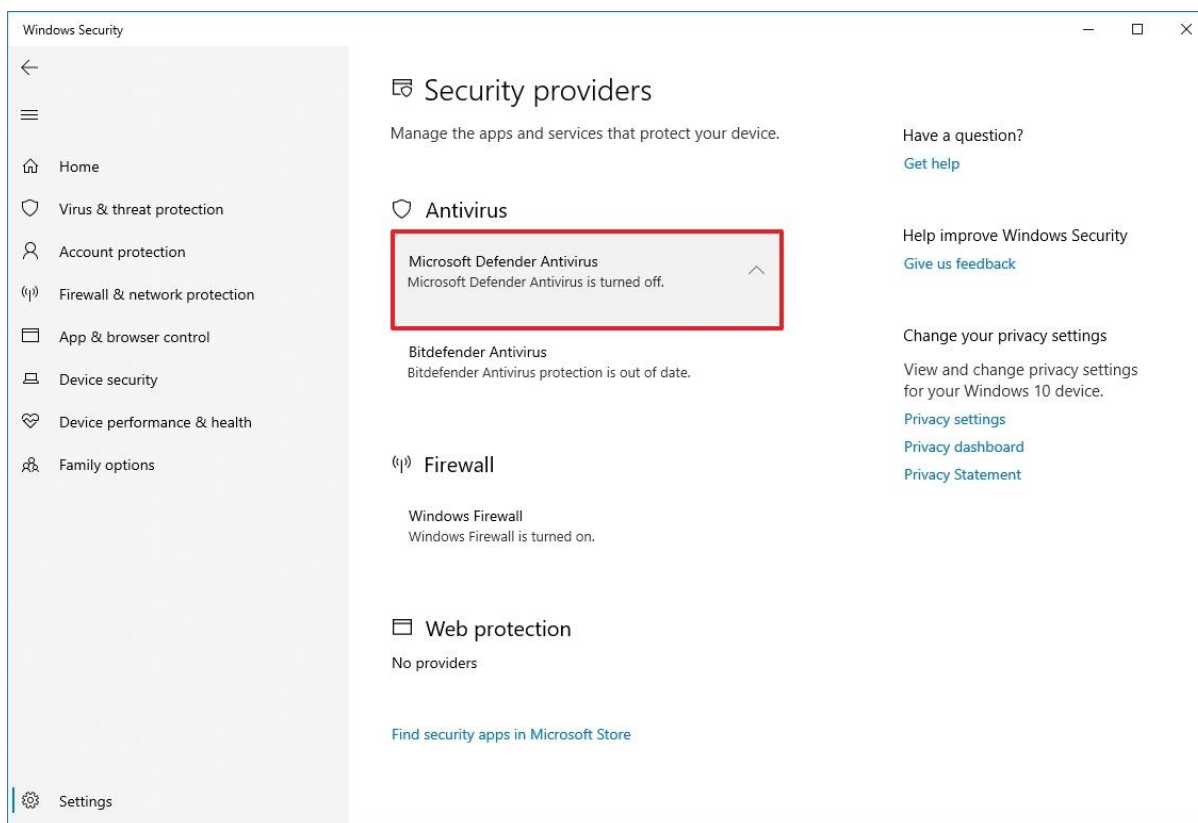 Windows Security
Home
Virus & threat protection
Account protection
Firewall & network protection
App & browser control
Device security
Device performance & health
Family options
Settings
Security providers
Manage the apps and services that protect your device.
Antivirus
Microsoft Defender Antivirus
Microsoft Defender Antivirus is turned off.
Bitdefender Antivirus
Bitdefender Antivirus protection is out of date.
Firewall
Windows Firewall
Windows Firewall is turned on.
Web protection
No providers
Find security apps in Microsoft Store
Have a question?
Get help
Help improve Windows Security
Give us feedback
Change your privacy settings
View and change privacy settings
for your Windows 10 device.
Privacy settings
Privacy dashboard
Privacy Statement